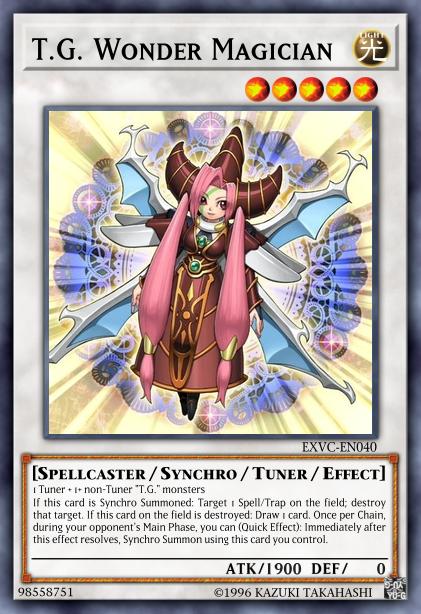 T.G. Wonder Magician
LIGHT
光
EXVC-EN040
[Spellcaster / Synchro / Tuner / Effect]
1 Tuner + 1+ non-Tuner "T.G." monsters
If this card is Synchro Summoned: Target 1 Spell/Trap on the field; destroy
that target. If this card on the field is destroyed: Draw 1 card. Once per Chain,
during your opponent's Main Phase, you can (Quick Effect): Immediately after
this effect resolves, Synchro Summon using this card you control.
ATK/1900 DEF/ 0
98558751
©1996 KAZUKI TAKAHASHI